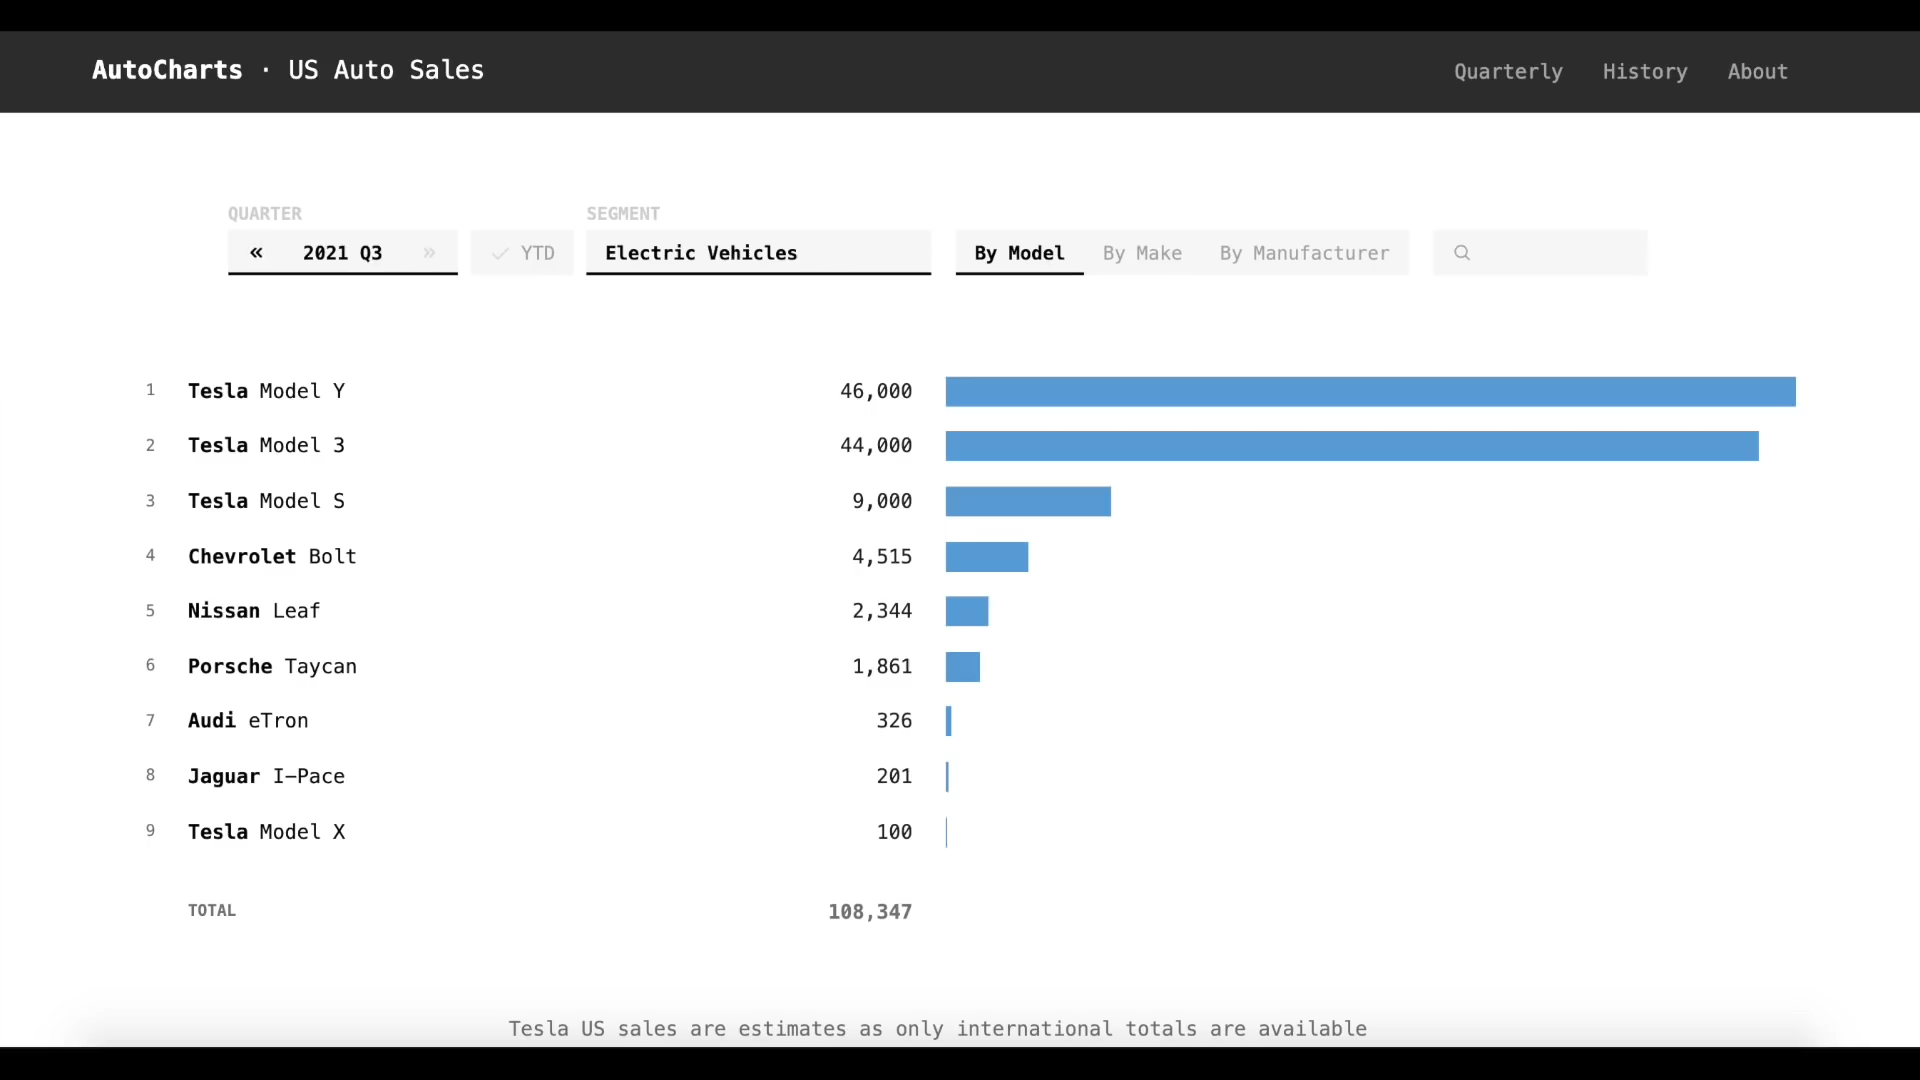 AutoCharts · US Auto Sales
Quarterly History About
QUARTER SEGMENT
« 2021 Q3 » ✓ YTD Electric Vehicles By Model By Make By Manufacturer
1 Tesla Model Y 46,000
2 Tesla Model 3 44,000
3 Tesla Model S 9,000
4 Chevrolet Bolt 4,515
5 Nissan Leaf 2,344
6 Porsche Taycan 1,861
7 Audi eTron 326
8 Jaguar I-Pace 201
9 Tesla Model X 100
TOTAL 108,347
Tesla US sales are estimates as only international totals are available